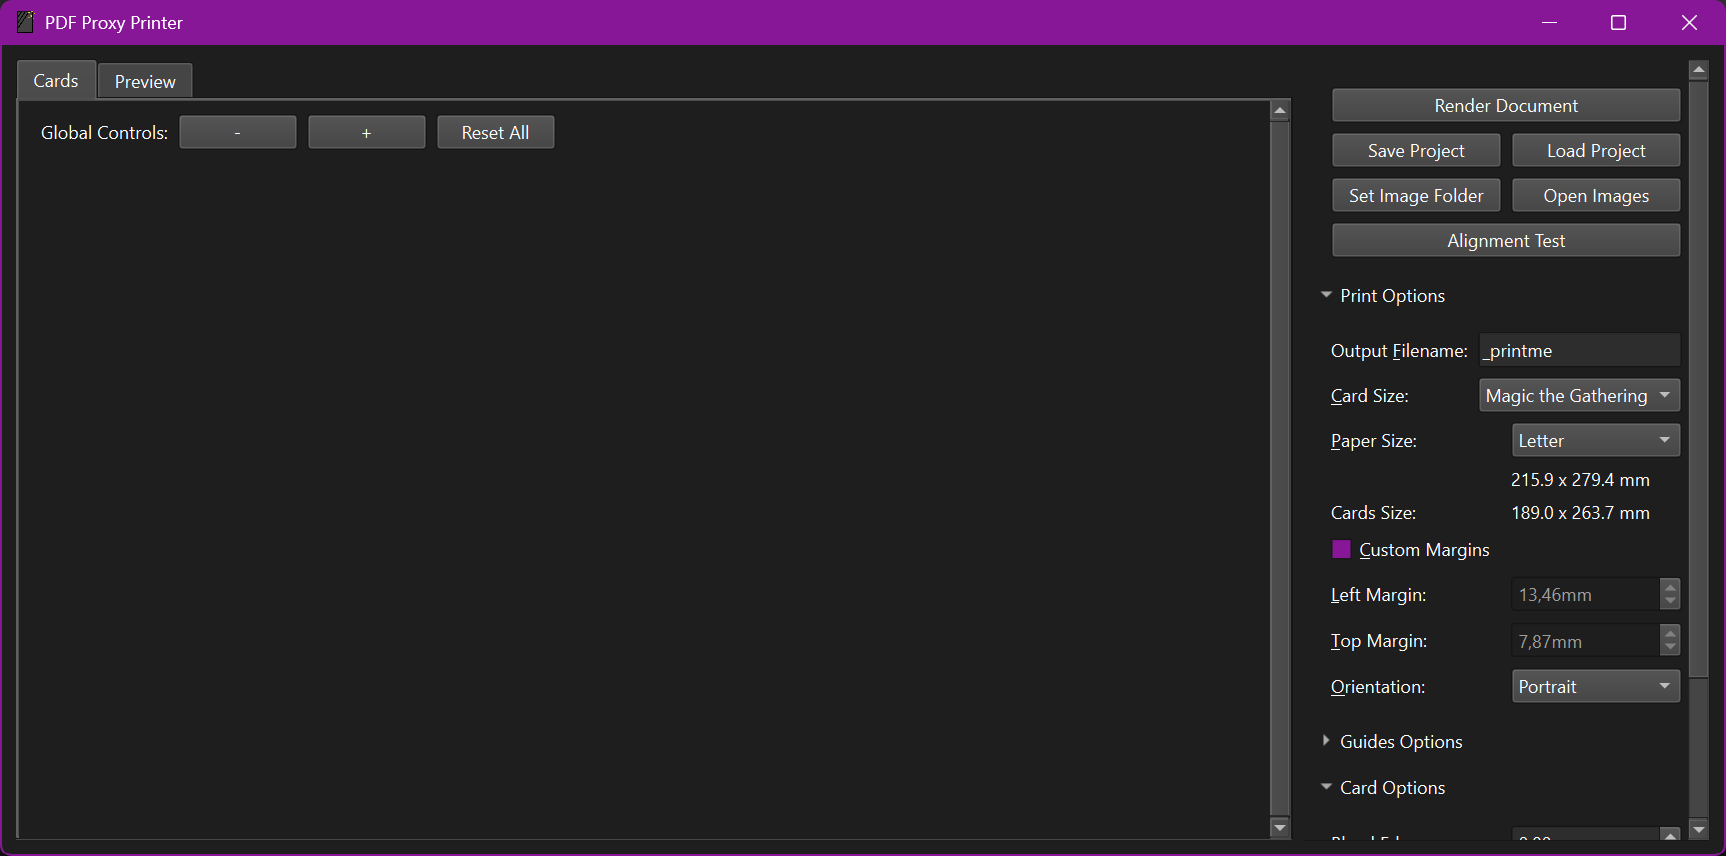 PDF Proxy Printer
Cards Preview
Global Controls: - + Reset All
Render Document
Save Project Load Project
Set Image Folder Open Images
Alignment Test
Print Options
Output Filename: _printme
Card Size: Magic the Gathering
Paper Size: Letter
215.9 x 279.4 mm
Cards Size: 189.0 x 263.7 mm
Custom Margins
Left Margin: 13,46mm
Top Margin: 7,87mm
Orientation: Portrait
Guides Options
Card Options